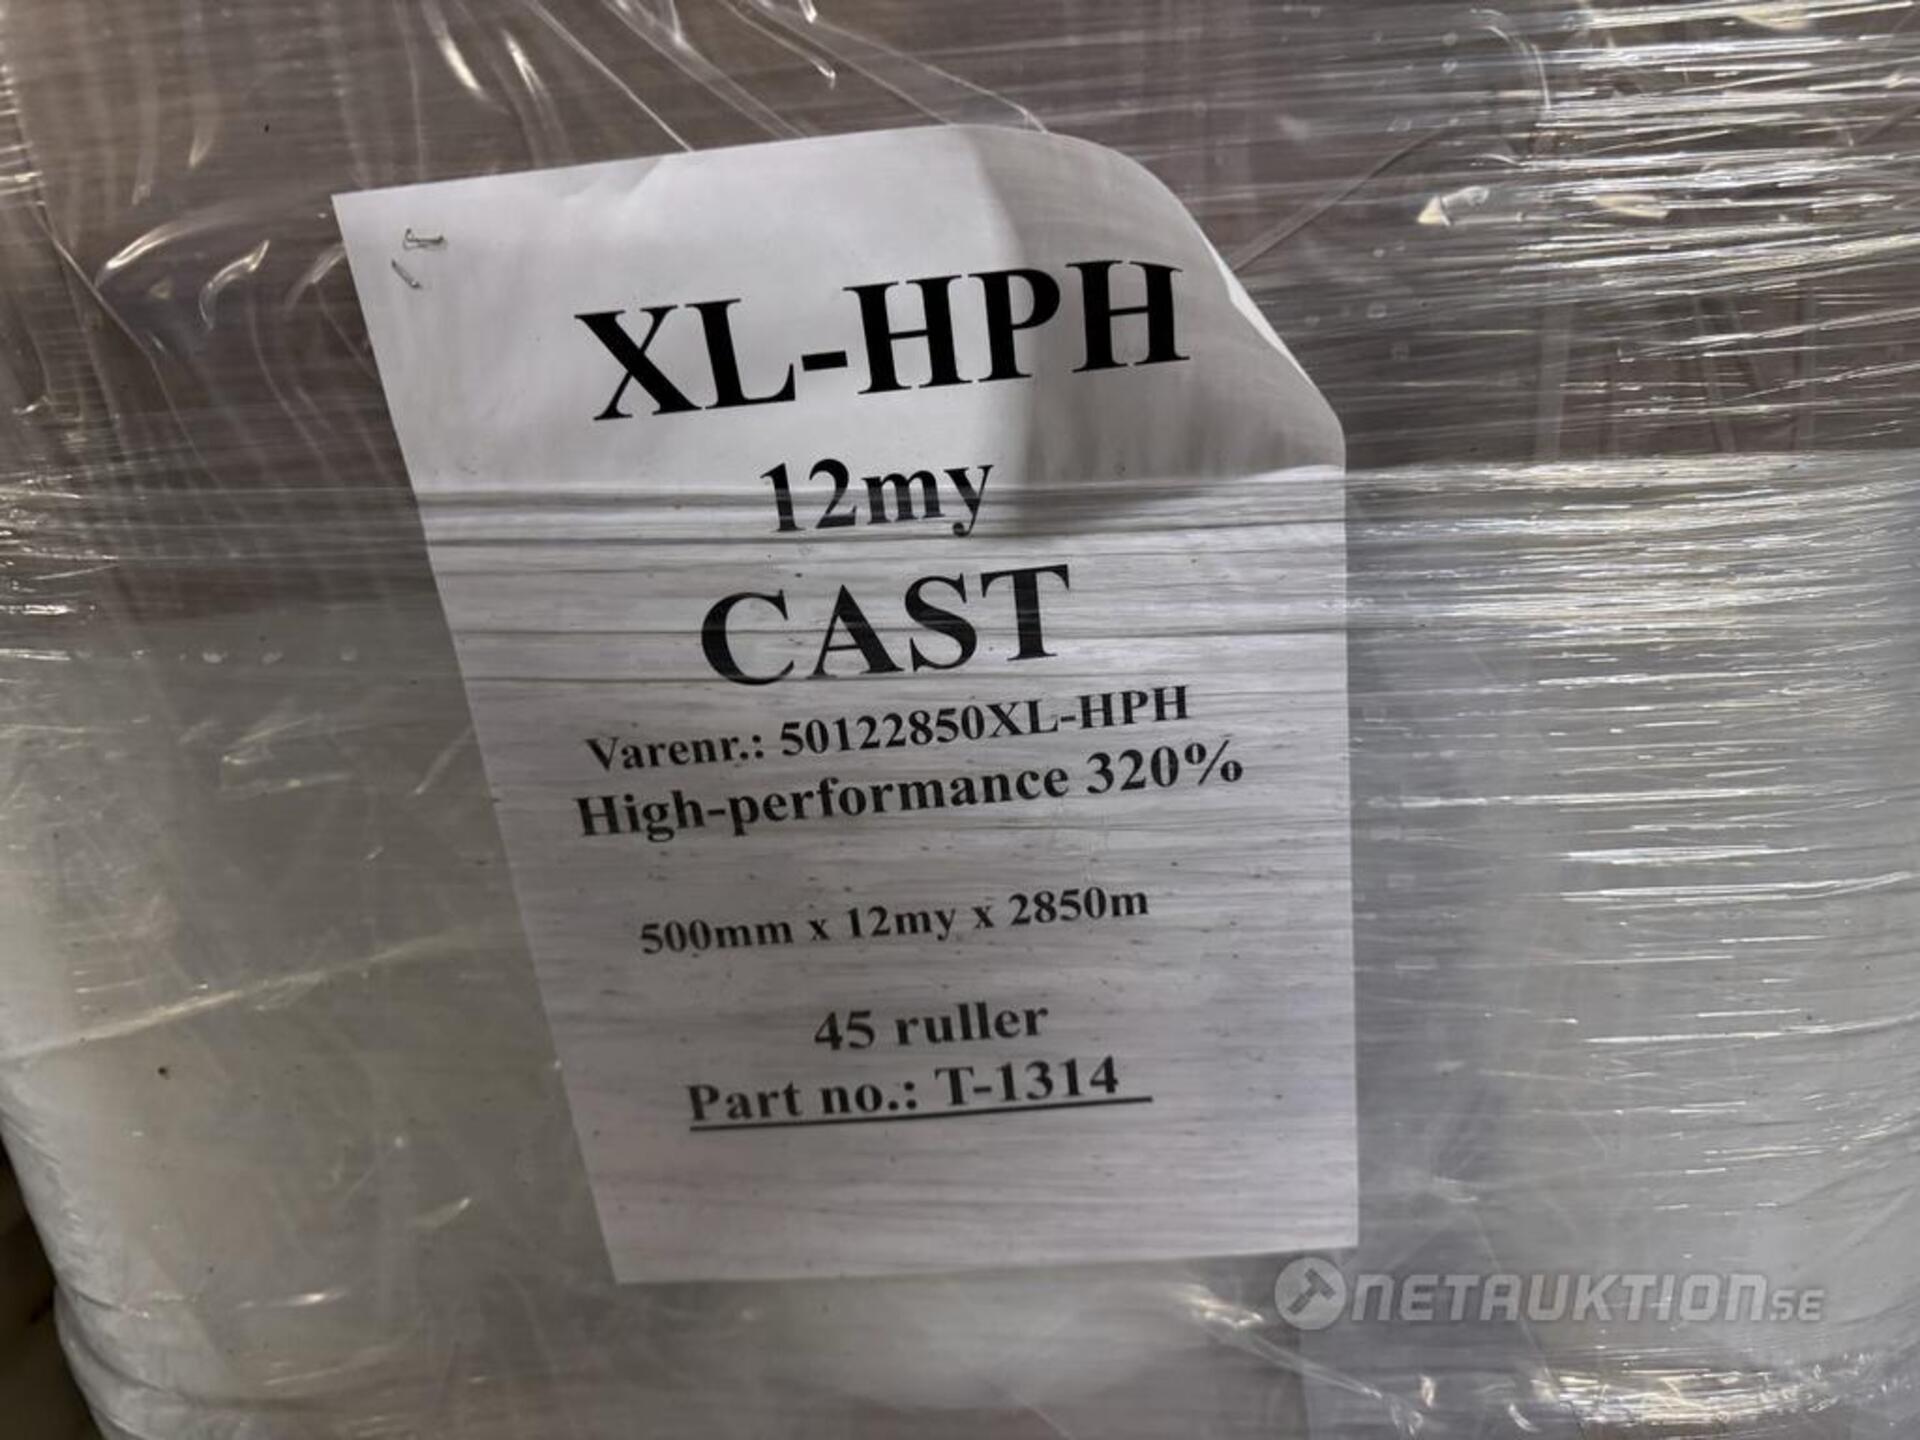 XL-HPH
12my
CAST
Varenr.: 50122850XL-HPH
High-performance 320%
500mm x 12my x 2850m
45 ruller
Part no.: T-1314
NETAUKTION.SE